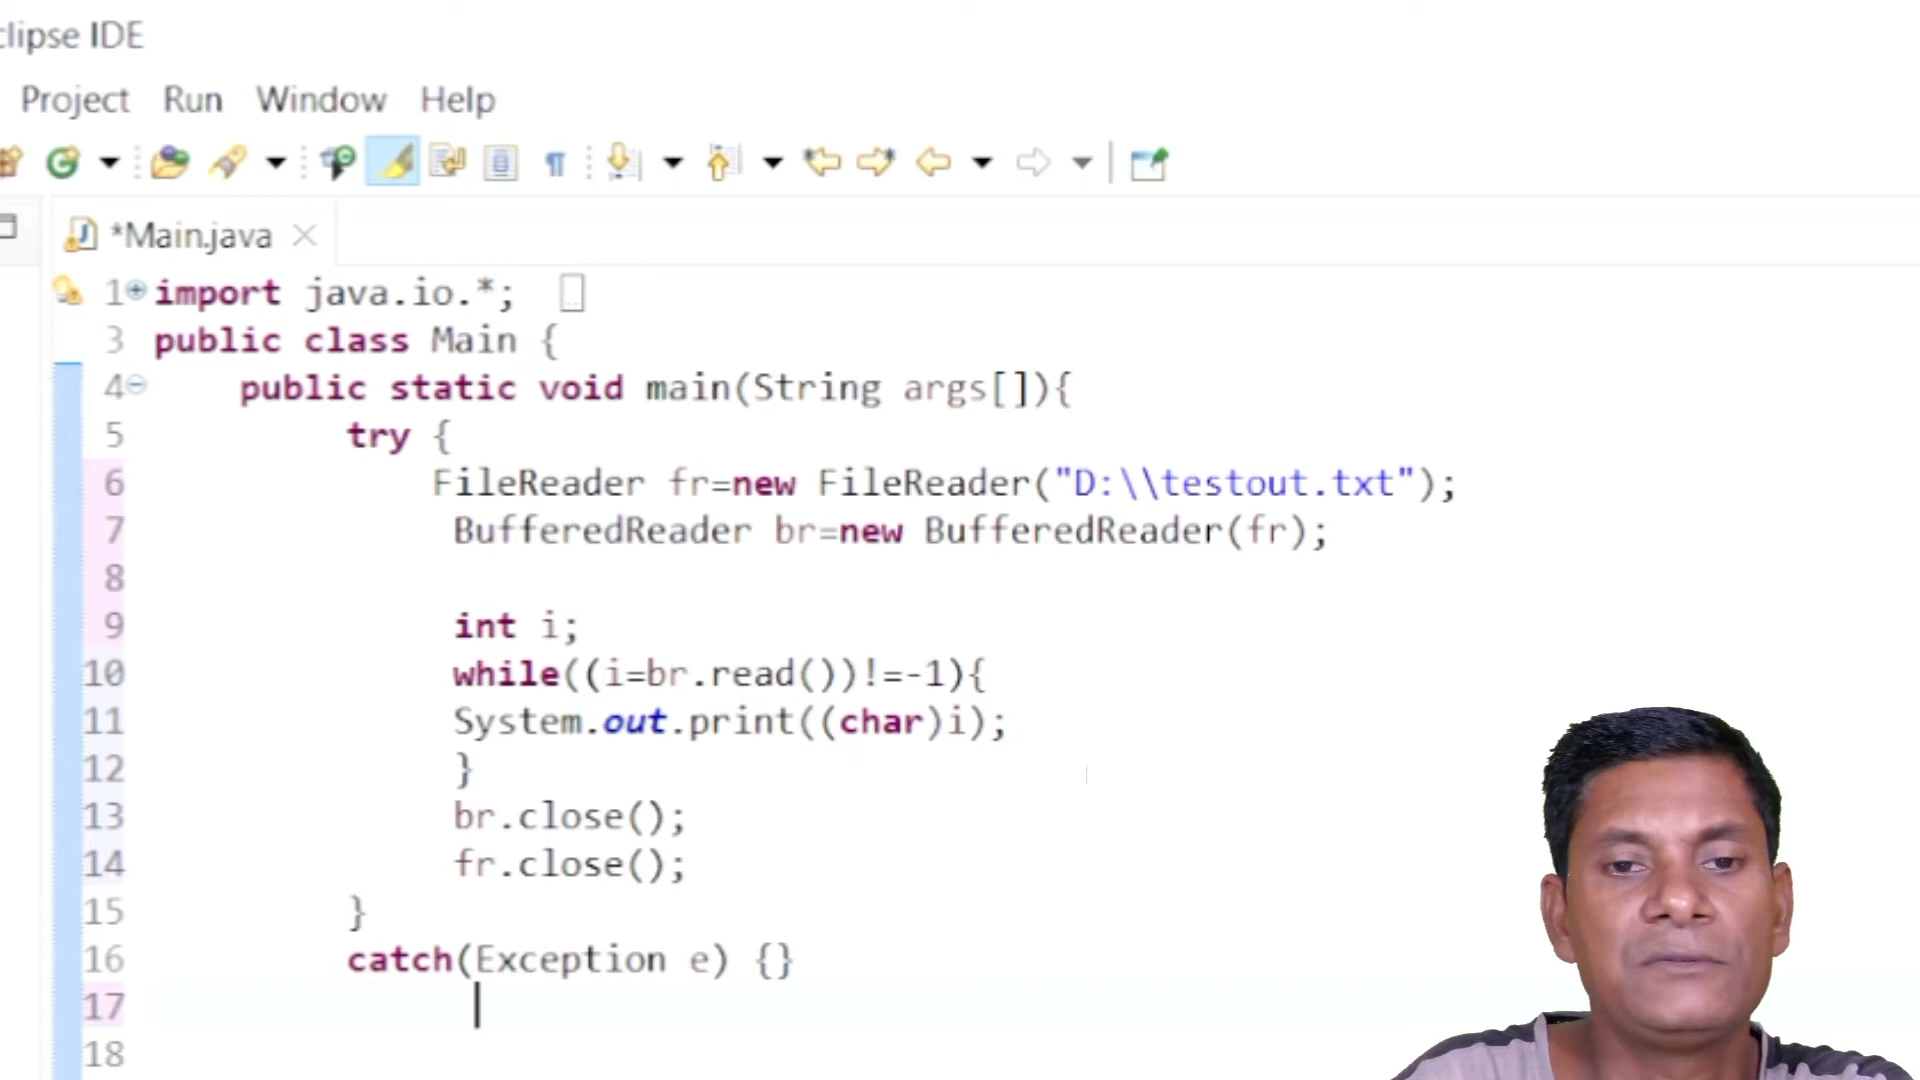 clipse IDE
Project Run Window Help
*Main.java
1 import java.io.*;
3 public class Main {
4 public static void main(String args[]){
5 try {
6 FileReader fr=new FileReader("D:\\testout.txt");
7 BufferedReader br=new BufferedReader(fr);
8
9 int i;
10 while((i=br.read())!=-1){
11 System.out.print((char)i);
12 }
13 br.close();
14 fr.close();
15 }
16 catch(Exception e) {}
17
18